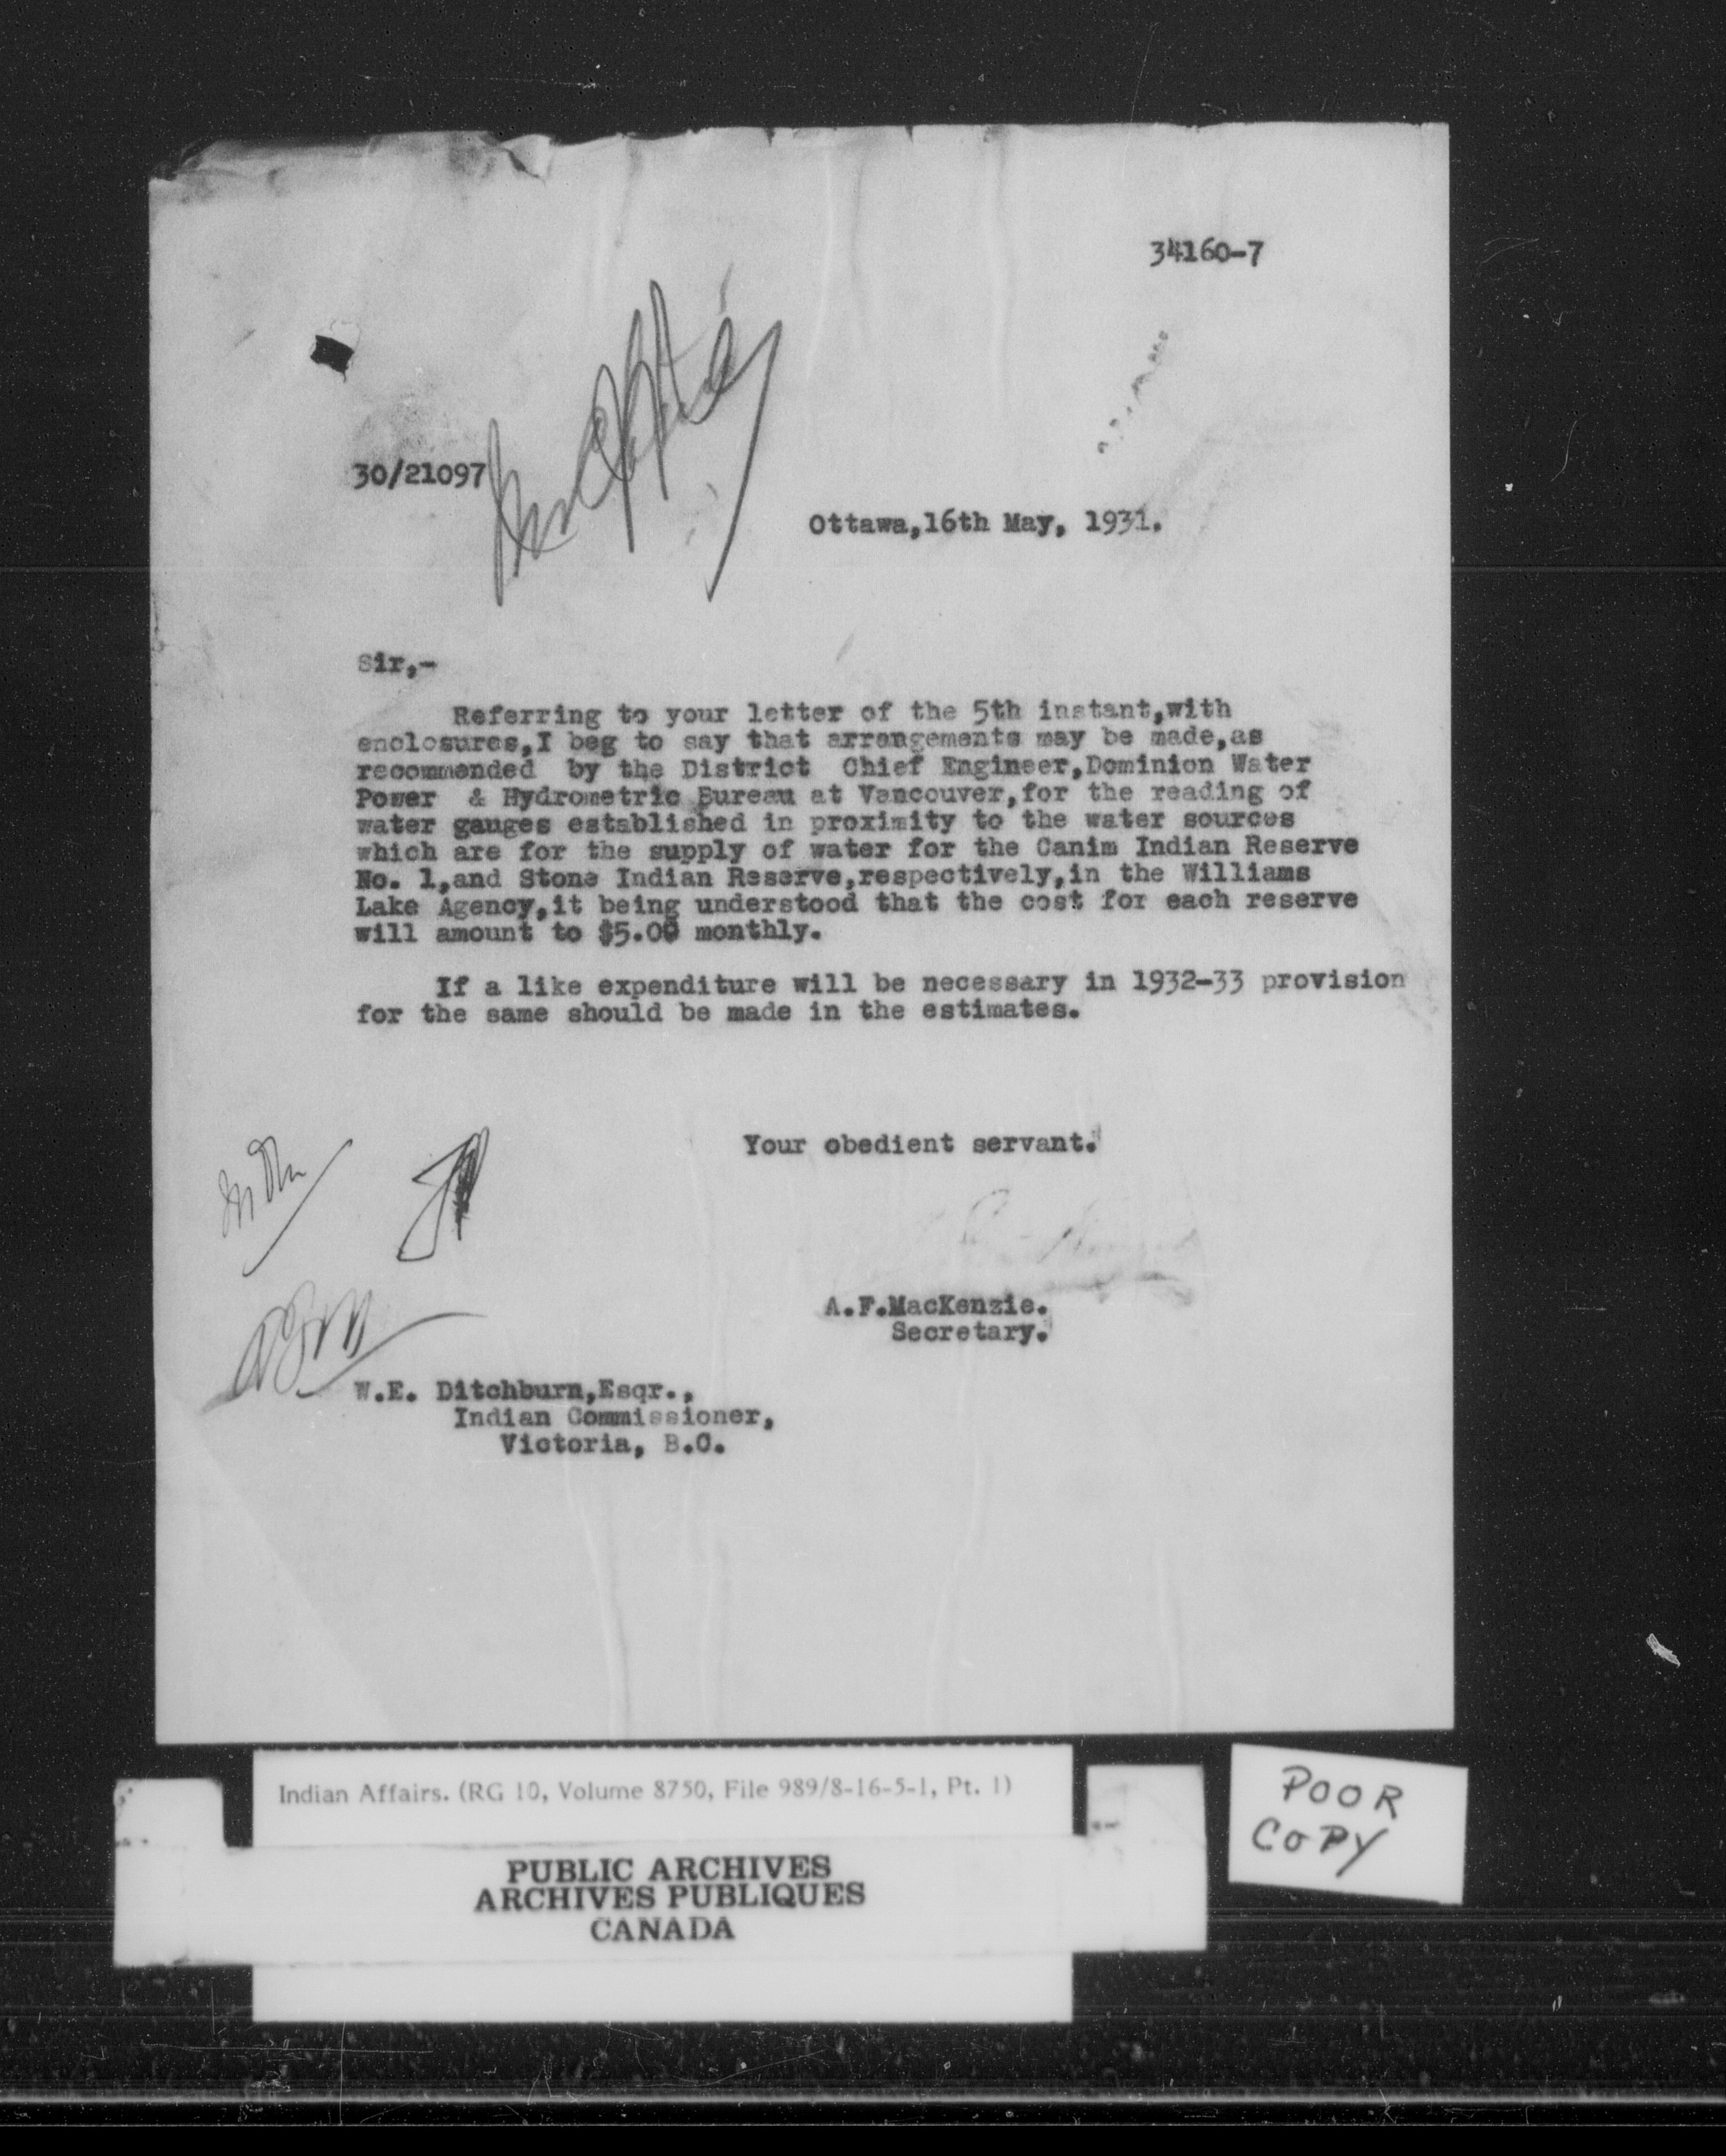 34160-7
30/21097
Ottawa,16th May, 1931.
Sir,-
Referring to your letter of the 5th instant,with
enclosures,I beg to say that arrangements may be made,as
recommended by the District Chief Engineer,Dominion Water
Power & Hydrometric Bureau at Vancouver,for the reading of
water gauges established in proximity to the water sources
which are for the supply of water for the Canim Indian Reserve
No. 1,and Stone Indian Reserve,respectively,in the Williams
Lake Agency,it being understood that the cost for each reserve
will amount to $5.00 monthly.
If a like expenditure will be necessary in 1932-33 provision
for the same should be made in the estimates.
Your obedient servant.
A.F.MacKenzie.
Secretary.
W.E. Ditchburn,Esqr.,
Indian Commissioner,
Victoria, B.C.
Indian Affairs. (RG 10, Volume 8750, File 989/8-16-5-1, Pt. 1)
PUBLIC ARCHIVES
ARCHIVES PUBLIQUES
CANADA
POOR
COPY